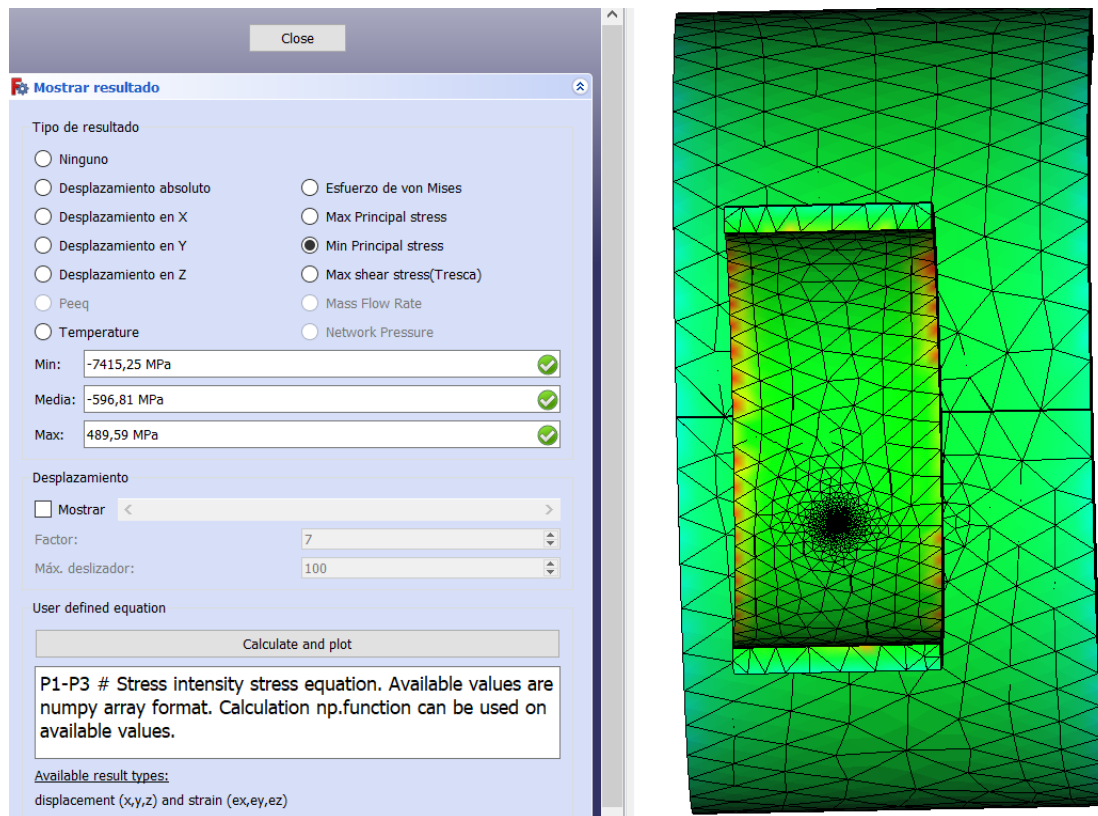 Close
Mostrar resultado
Tipo de resultado
Ninguno
Desplazamiento absoluto
Esfuerzo de von Mises
Desplazamiento en X
Max Principal stress
Desplazamiento en Y
Min Principal stress
Desplazamiento en Z
Max shear stress(Tresca)
Peeq
Mass Flow Rate
Temperature
Network Pressure
Min: -7415,25 MPa
Media: -596,81 MPa
Max: 489,59 MPa
Desplazamiento
Mostrar
Factor: 7
Máx. deslizador: 100
User defined equation
Calculate and plot
P1-P3 # Stress intensity stress equation. Available values are
numpy array format. Calculation np.function can be used on
available values.
Available result types:
displacement (x,y,z) and strain (ex,ey,ez)